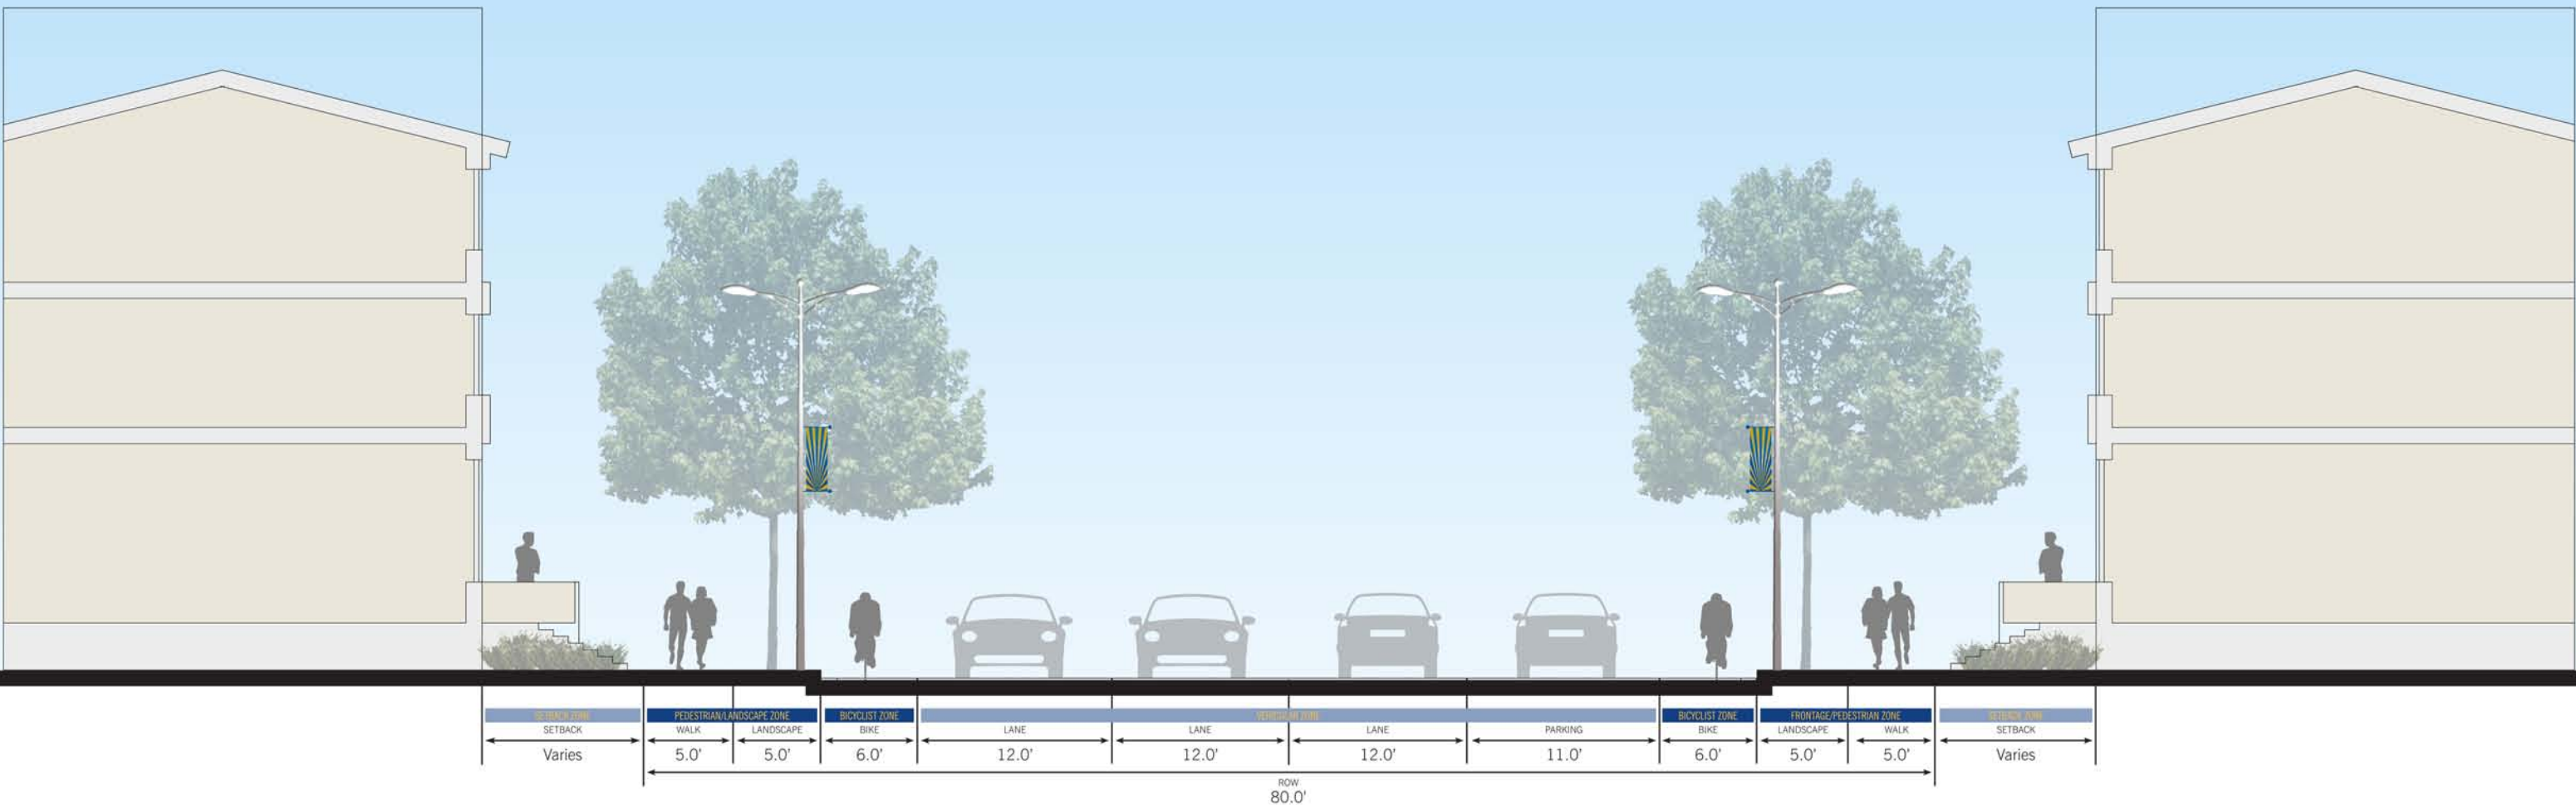 SETBACK ZONE PEDESTRIAN/LANDSCAPE ZONE BICYCLIST ZONE VEHICULAR ZONE BICYCLIST ZONE FRONTAGE/PEDESTRIAN ZONE SETBACK ZONE
SETBACK WALK LANDSCAPE BIKE LANE LANE LANE PARKING BIKE LANDSCAPE WALK SETBACK
Varies 5.0' 5.0' 6.0' 12.0' 12.0' 12.0' 11.0' 6.0' 5.0' 5.0' Varies
ROW
80.0'